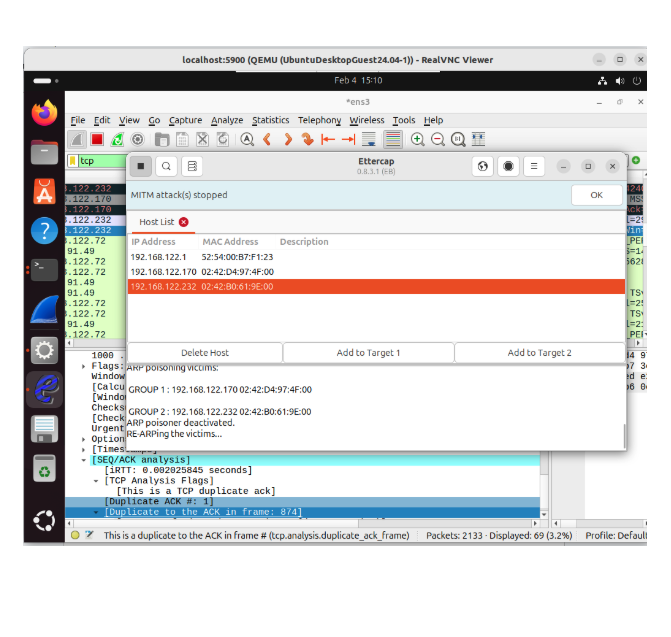 localhost:5900 (QEMU (UbuntuDesktopGuest24.04-1)) - RealVNC Viewer
Feb 4 15:10
*ens3
File Edit View Go Capture Analyze Statistics Telephony Wireless Tools Help
tcp
Ettercap
0.8.3.1 (EB)
MITM attack(s) stopped
OK
Host List
IP Address MAC Address Description
192.168.122.1 52:54:00:B7:F1:23
192.168.122.170 02:42:D4:97:4F:00
192.168.122.232 02:42:B0:61:9E:00
Delete Host Add to Target 1 Add to Target 2
ARP poisoning victims:
GROUP 1 : 192.168.122.170 02:42:D4:97:4F:00
GROUP 2 : 192.168.122.232 02:42:B0:61:9E:00
ARP poisoner deactivated.
RE-ARPing the victims...
.122.232
.122.170
.122.170
.122.232
.122.232
.122.72
91.49
.122.72
.122.72
91.49
.122.72
91.49
.122.72
91.49
.122.72
1000 .
Flags:
Window
[Calcu
[Windo
Checks
[Check
Urgent
Option
[Timestamps]
[SEQ/ACK analysis]
[iRTT: 0.002025845 seconds]
[TCP Analysis Flags]
[This is a TCP duplicate ack]
[Duplicate ACK #: 1]
[Duplicate to the ACK in frame: 874]
This is a duplicate to the ACK in frame # (tcp.analysis.duplicate_ack_frame) Packets: 2133 · Displayed: 69 (3.2%) Profile: Default